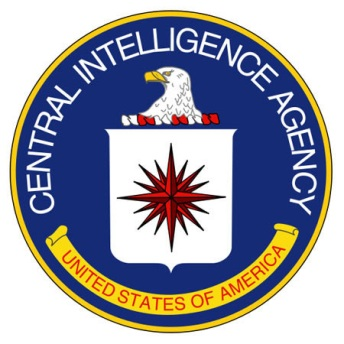 CENTRAL INTELLIGENCE AGENCY
UNITED STATES OF AMERICA